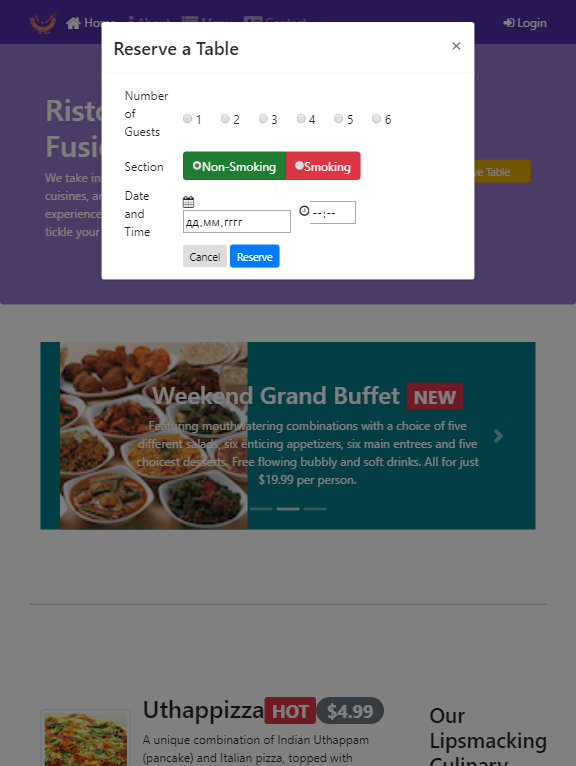 Home About Menu Contact Login
Reserve a Table ×
Number
of
Guests
1 2 3 4 5 6
Section
Non-Smoking Smoking
Date
and
Time
дд.мм.гггг
--:--
Cancel Reserve
Risto
Fusi
We take in
cuisines, a
experience
tickle your
ve Table
Weekend Grand Buffet NEW
Featuring mouthwatering combinations with a choice of five
different salads, six enticing appetizers, six main entrees and five
choicest desserts. Free flowing bubbly and soft drinks. All for just
$19.99 per person.
Uthappizza HOT $4.99
A unique combination of Indian Uthappam
(pancake) and Italian pizza, topped with
Our
Lipsmacking
Culinary